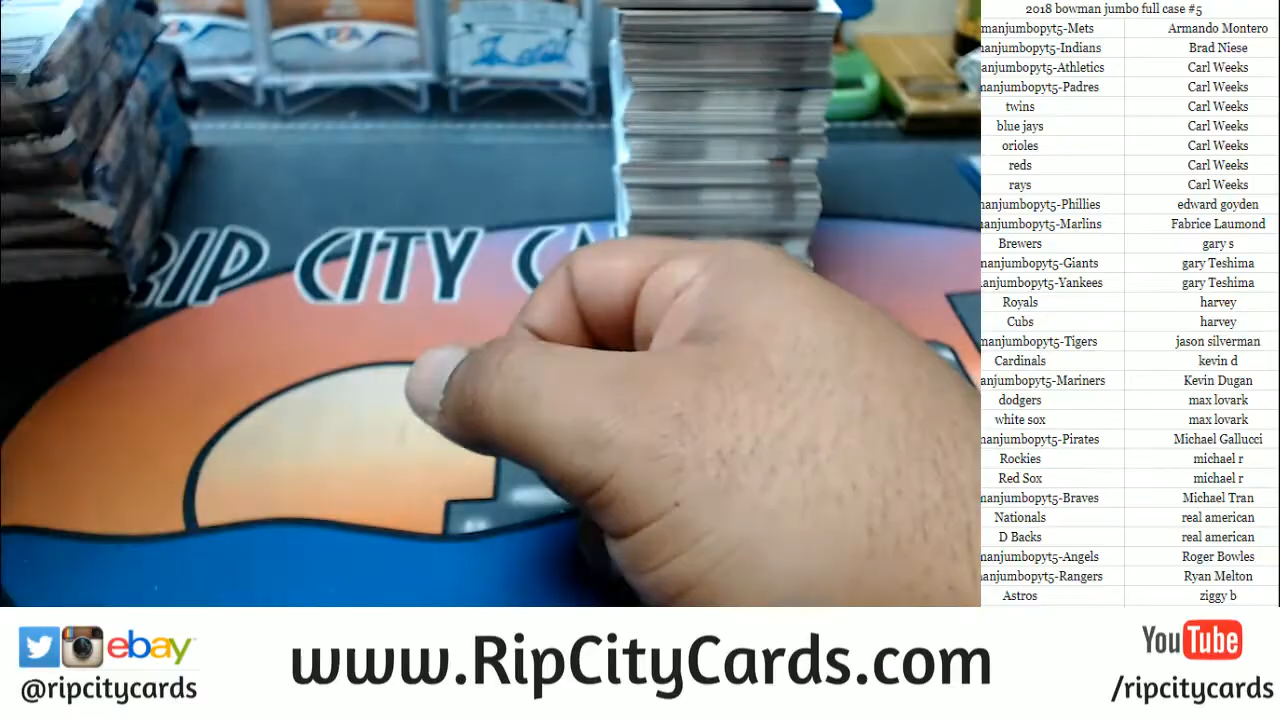 2018 bowman jumbo full case #5
manjumbopyt5-Mets Armando Montero
manjumbopyt5-Indians Brad Niese
anjumbopyt5-Athletics Carl Weeks
manjumbopyt5-Padres Carl Weeks
twins Carl Weeks
blue jays Carl Weeks
orioles Carl Weeks
reds Carl Weeks
rays Carl Weeks
manjumbopyt5-Phillies edward goyden
manjumbopyt5-Marlins Fabrice Laumond
Brewers gary s
manjumbopyt5-Giants gary Teshima
anjumbopyt5-Yankees gary Teshima
Royals harvey
Cubs harvey
manjumbopyt5-Tigers jason silverman
Cardinals kevin d
anjumbopyt5-Mariners Kevin Dugan
dodgers max lovark
white sox max lovark
manjumbopyt5-Pirates Michael Gallucci
Rockies michael r
Red Sox michael r
manjumbopyt5-Braves Michael Tran
Nationals real american
D Backs real american
manjumbopyt5-Angels Roger Bowles
anjumbopyt5-Rangers Ryan Melton
Astros ziggy b
RIP CITY
ebay
@ripcitycards
www.RipCityCards.com
YouTube
/ripcitycards